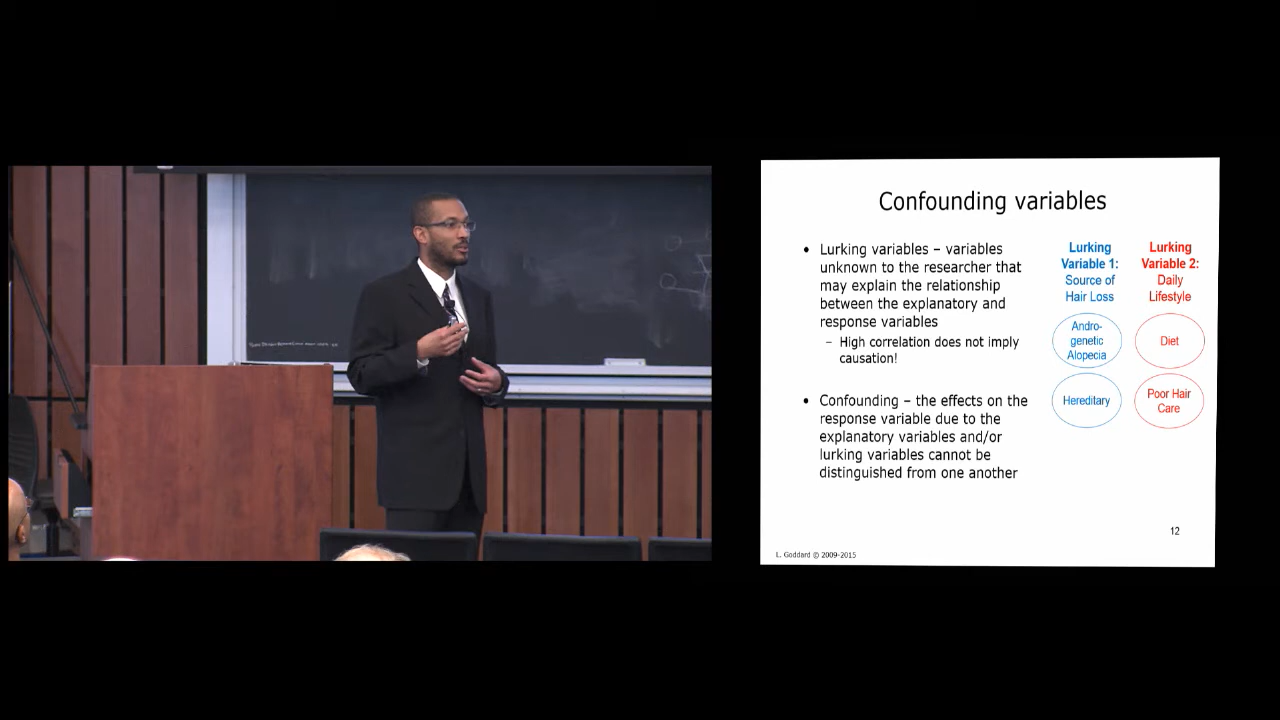 Confounding variables
• Lurking variables – variables
unknown to the researcher that
may explain the relationship
between the explanatory and
response variables
– High correlation does not imply
causation!
• Confounding – the effects on the
response variable due to the
explanatory variables and/or
lurking variables cannot be
distinguished from one another
Lurking
Variable 1:
Source of
Hair Loss
Andro-
genetic
Alopecia
Hereditary
Lurking
Variable 2:
Daily
Lifestyle
Diet
Poor Hair
Care
12
L. Goddard © 2009-2015